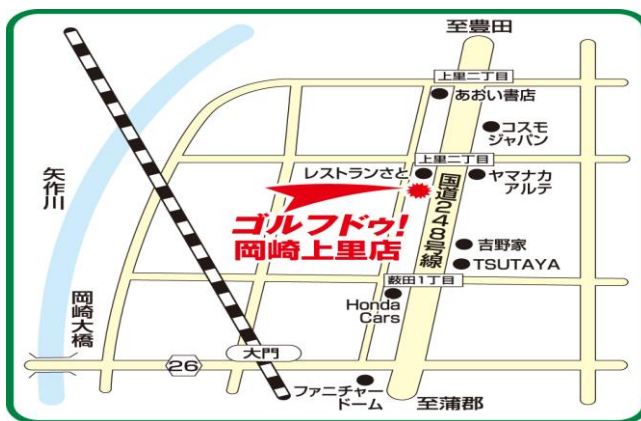 至豊田
上里二丁目
あおい書店
コスモ
ジャパン
上里二丁目
レストランさと
ヤマナカ
アルテ
矢作川
国道248号線
ゴルフドゥ!
岡崎上里店
吉野家
TSUTAYA
薮田1丁目
Honda
Cars
岡崎大橋
大門
26
ファニチャー
ドーム
至蒲郡